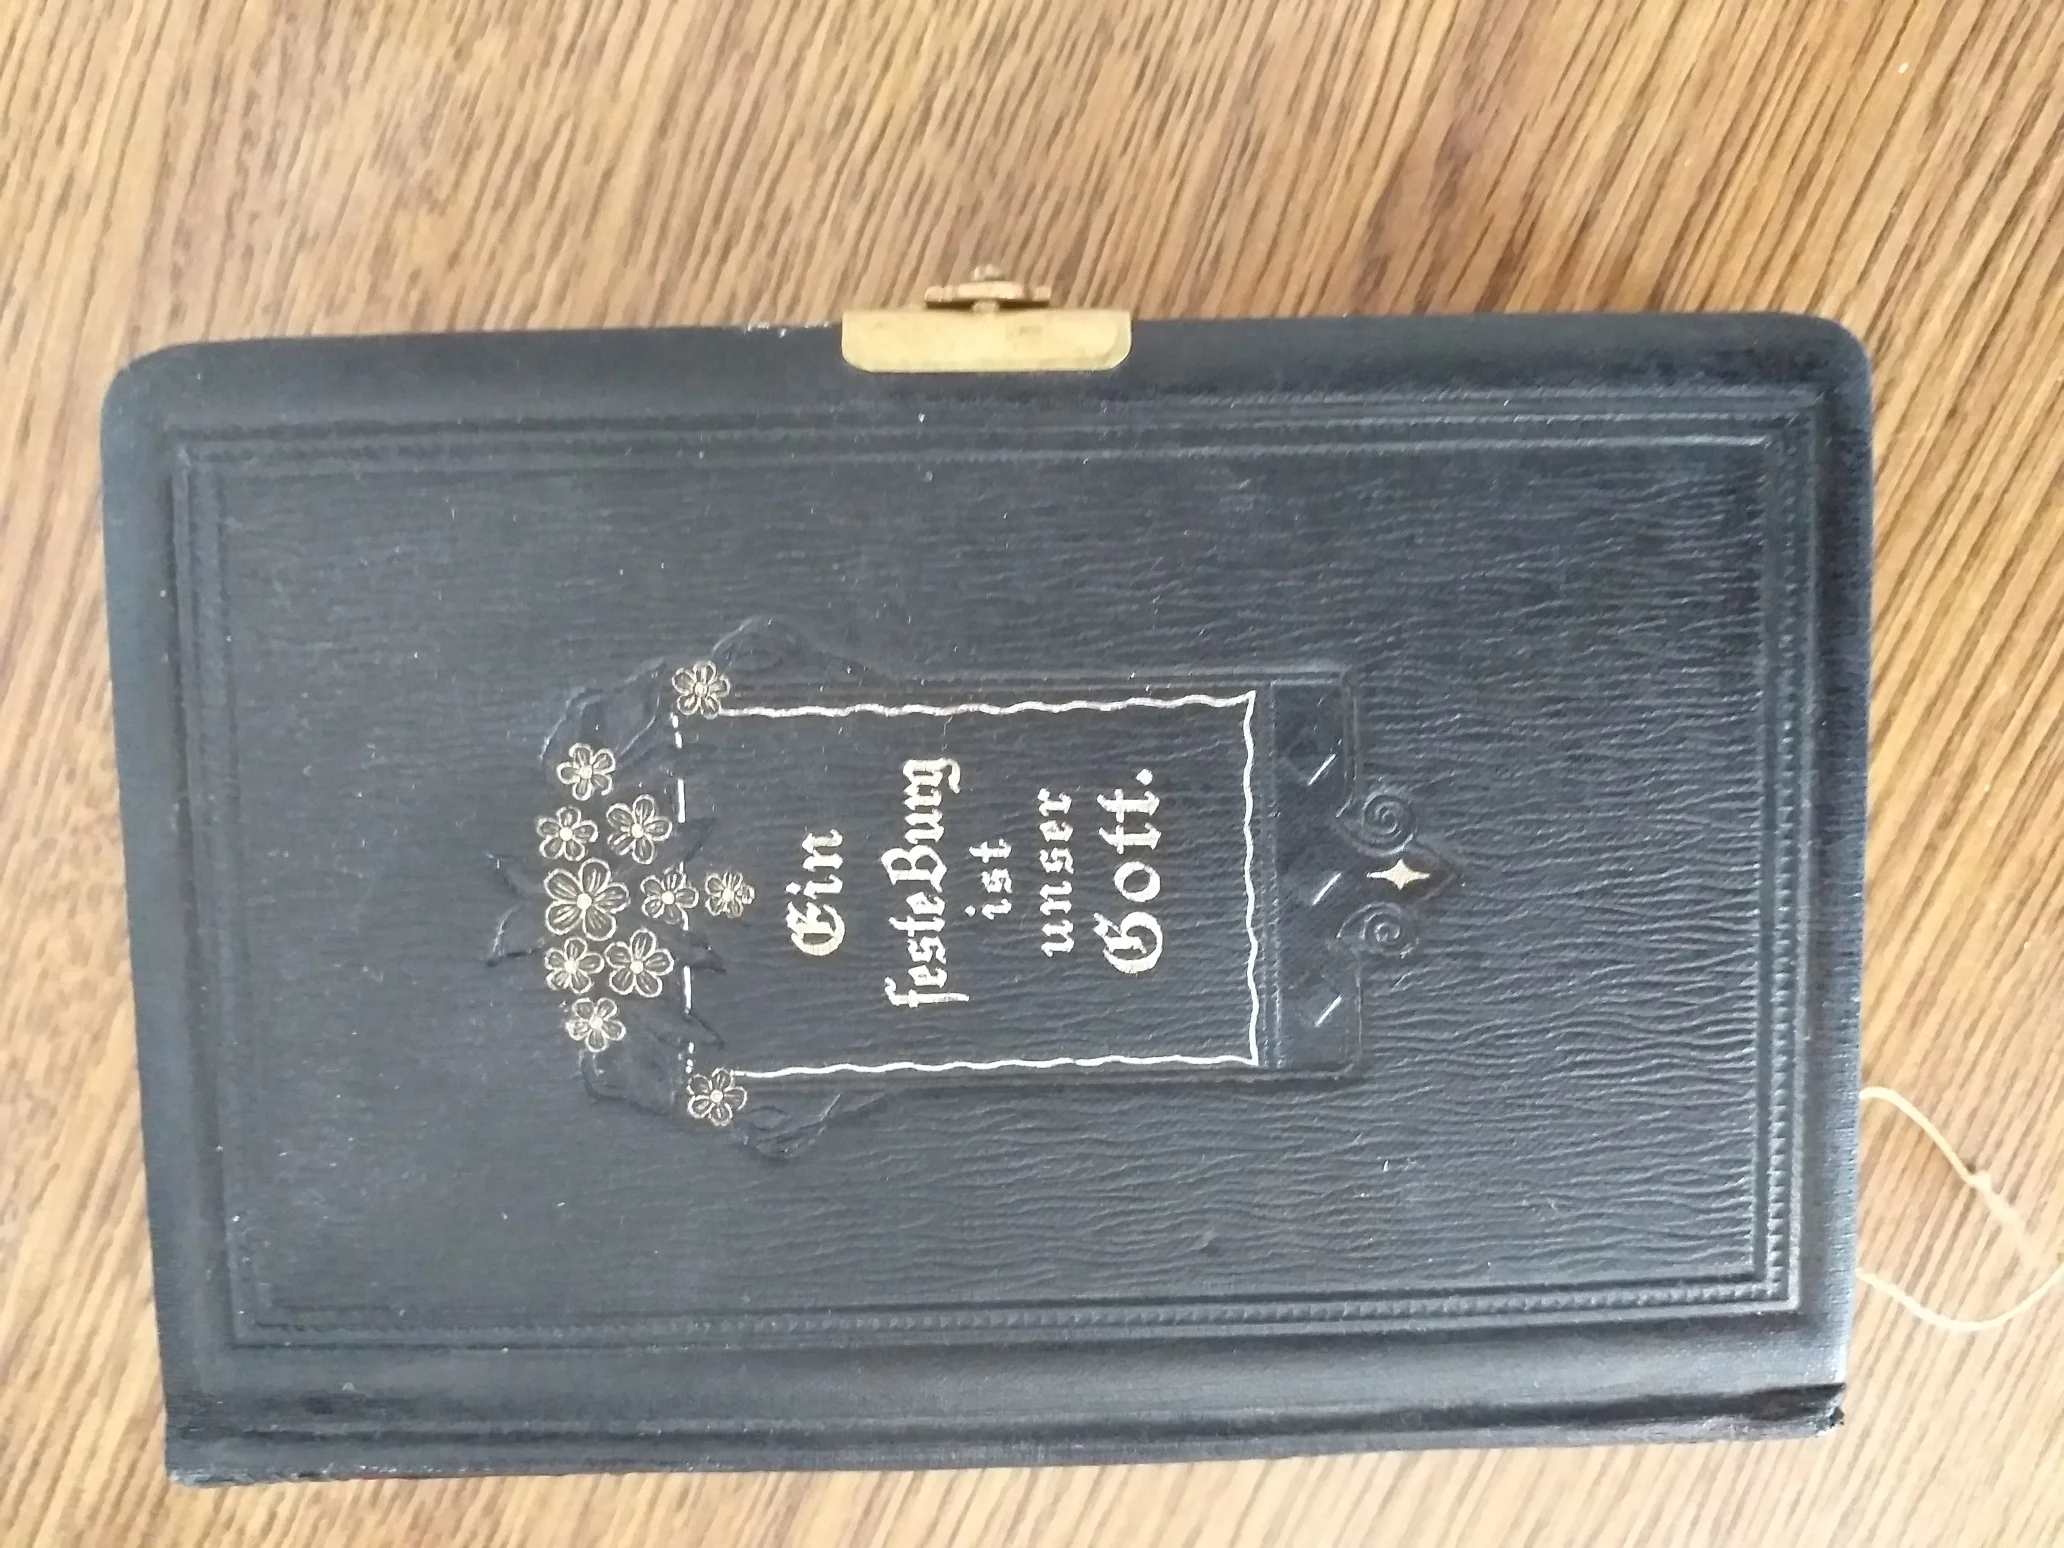 Ein
feste Burg
ist
unser
Gott.